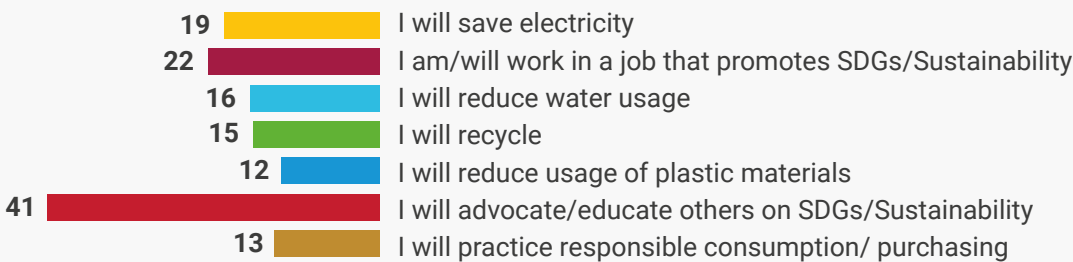 19 I will save electricity
22 I am/will work in a job that promotes SDGs/Sustainability
16 I will reduce water usage
15 I will recycle
12 I will reduce usage of plastic materials
41 I will advocate/educate others on SDGs/Sustainability
13 I will practice responsible consumption/ purchasing